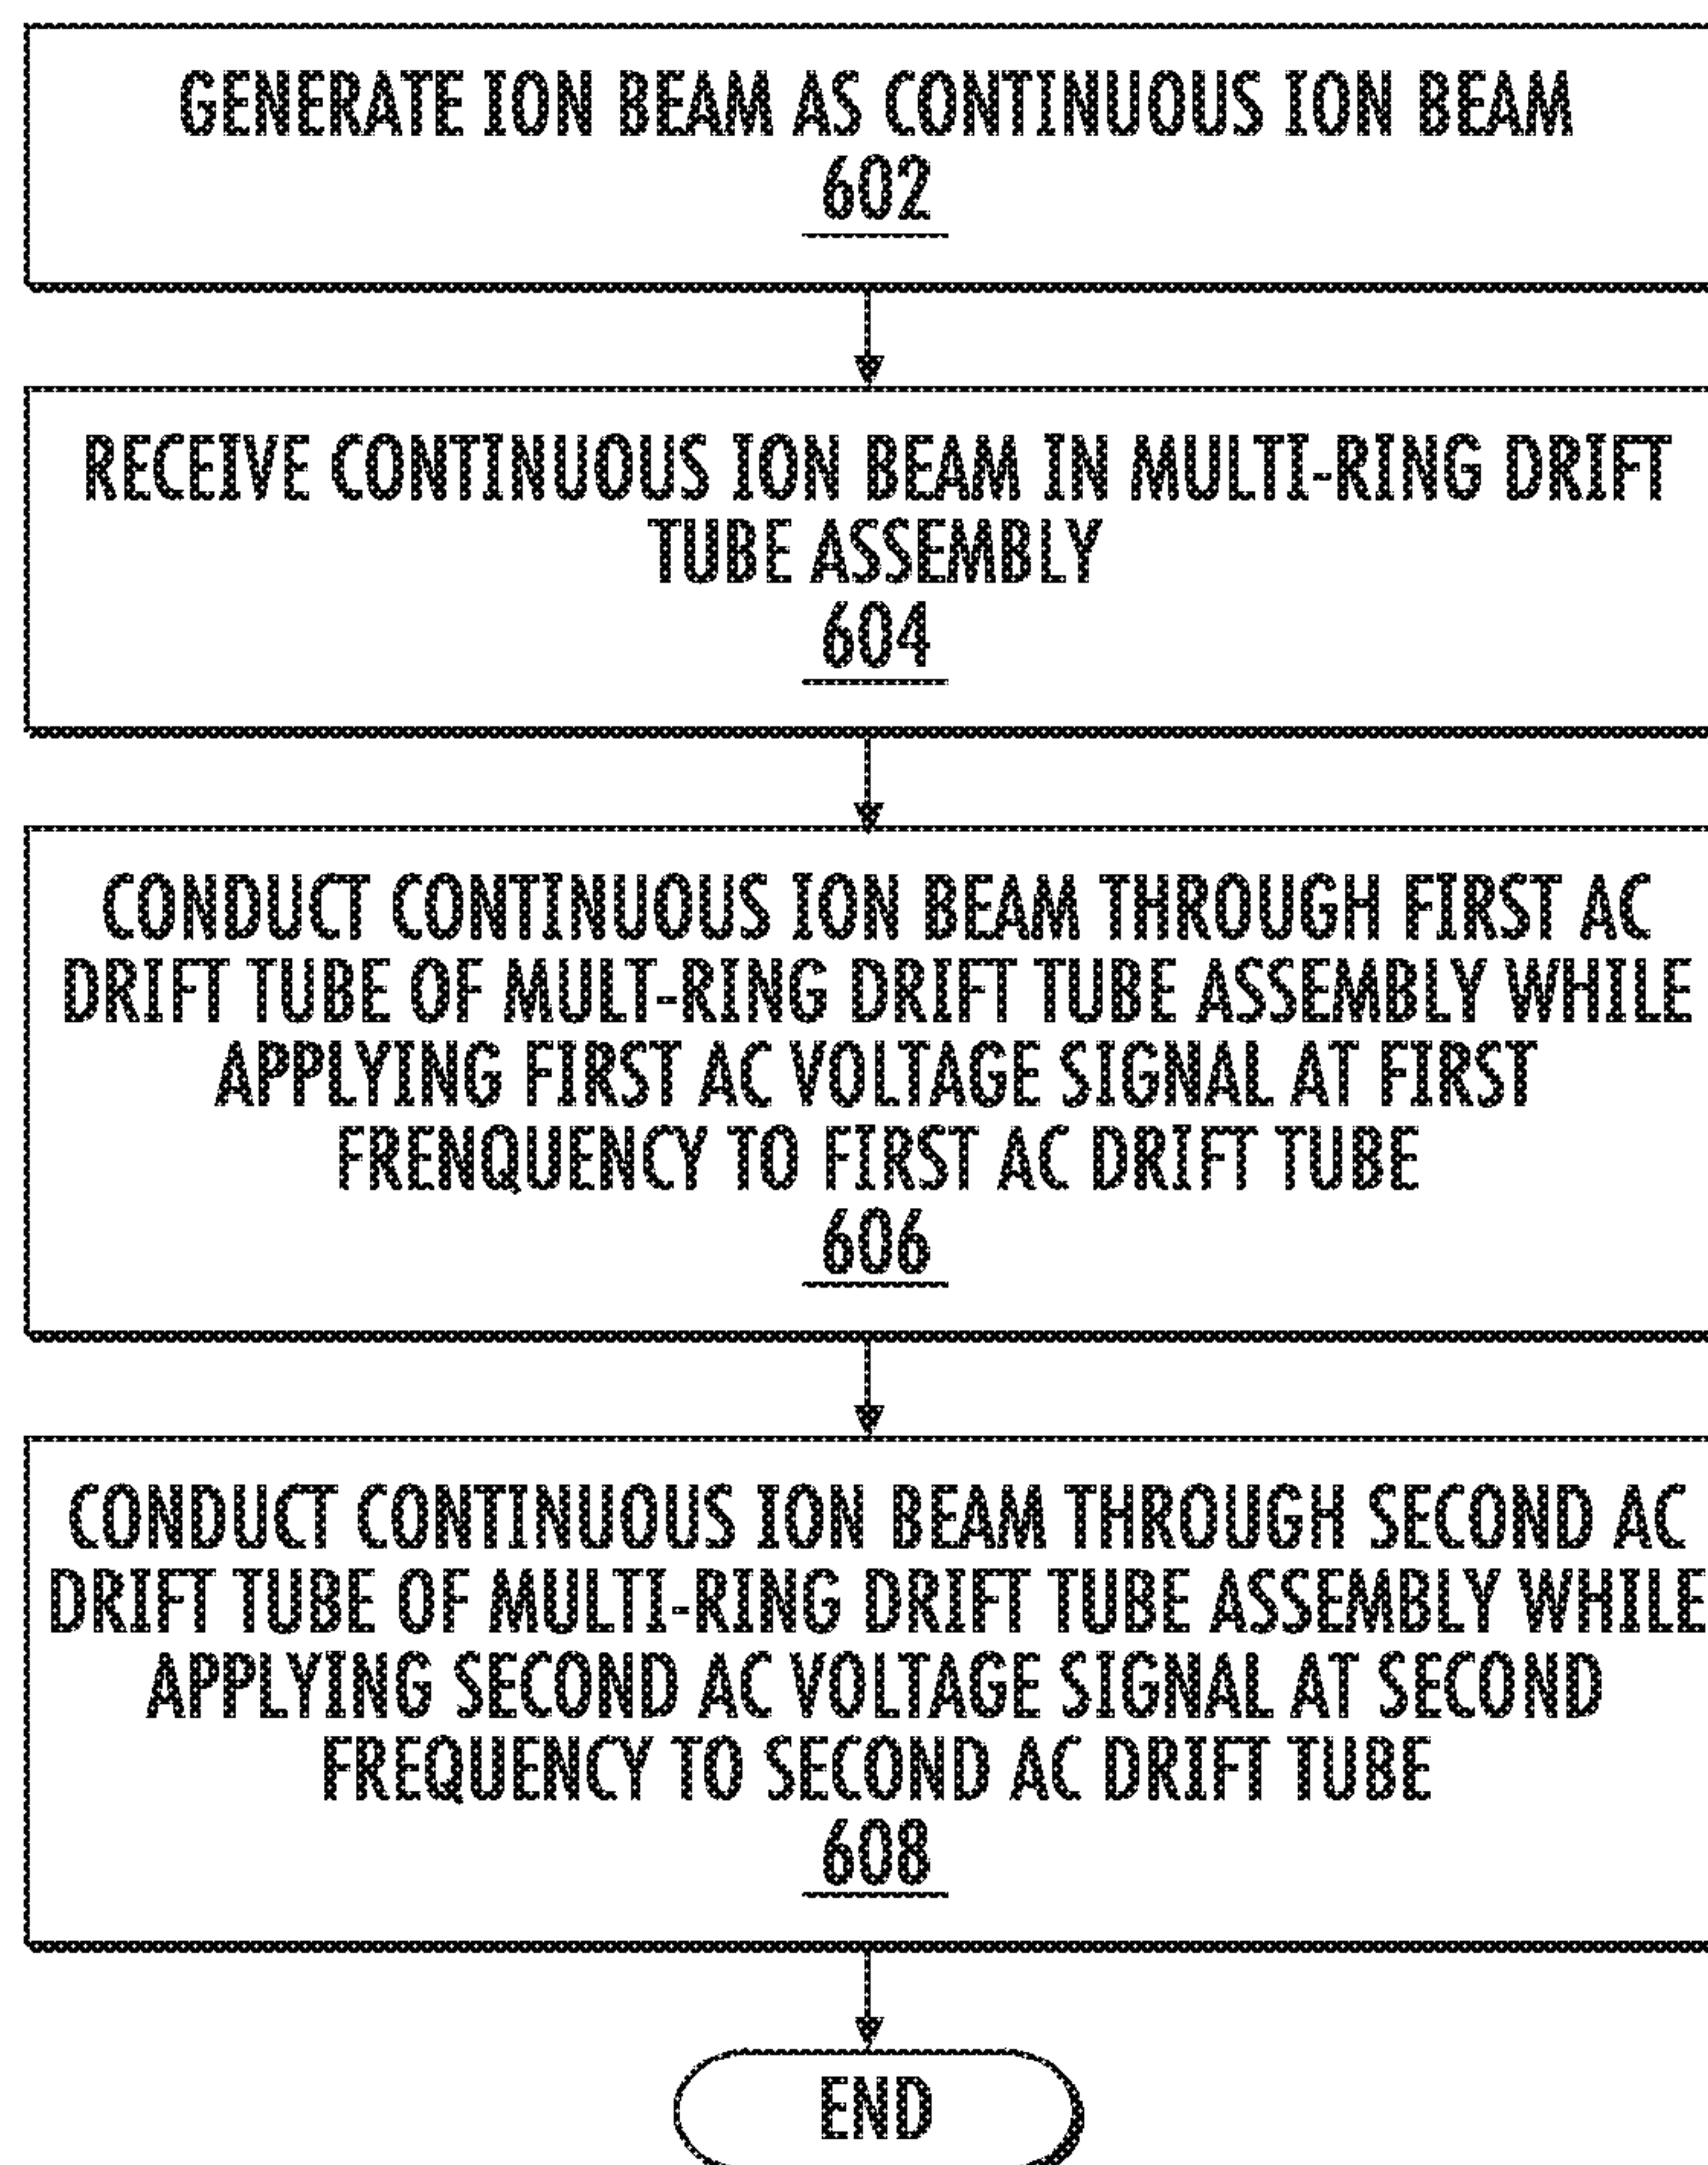 GENERATE ION BEAM AS CONTINUOUS ION BEAM
602
RECEIVE CONTINUOUS ION BEAM IN MULTI-RING DRIFT
TUBE ASSEMBLY
604
CONDUCT CONTINUOUS ION BEAM THROUGH FIRST AC
DRIFT TUBE OF MULT-RING DRIFT TUBE ASSEMBLY WHILE
APPLYING FIRST AC VOLTAGE SIGNAL AT FIRST
FRENQUENCY TO FIRST AC DRIFT TUBE
606
CONDUCT CONTINUOUS ION BEAM THROUGH SECOND AC
DRIFT TUBE OF MULTI-RING DRIFT TUBE ASSEMBLY WHILE
APPLYING SECOND AC VOLTAGE SIGNAL AT SECOND
FREQUENCY TO SECOND AC DRIFT TUBE
608
END